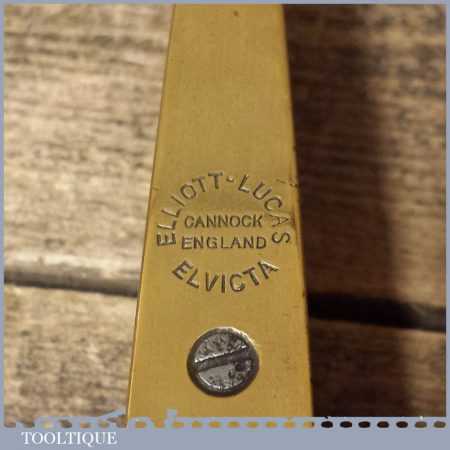 ELLIOTT·LUCAS
CANNOCK
ENGLAND
ELVICTA
TOOLTIQUE